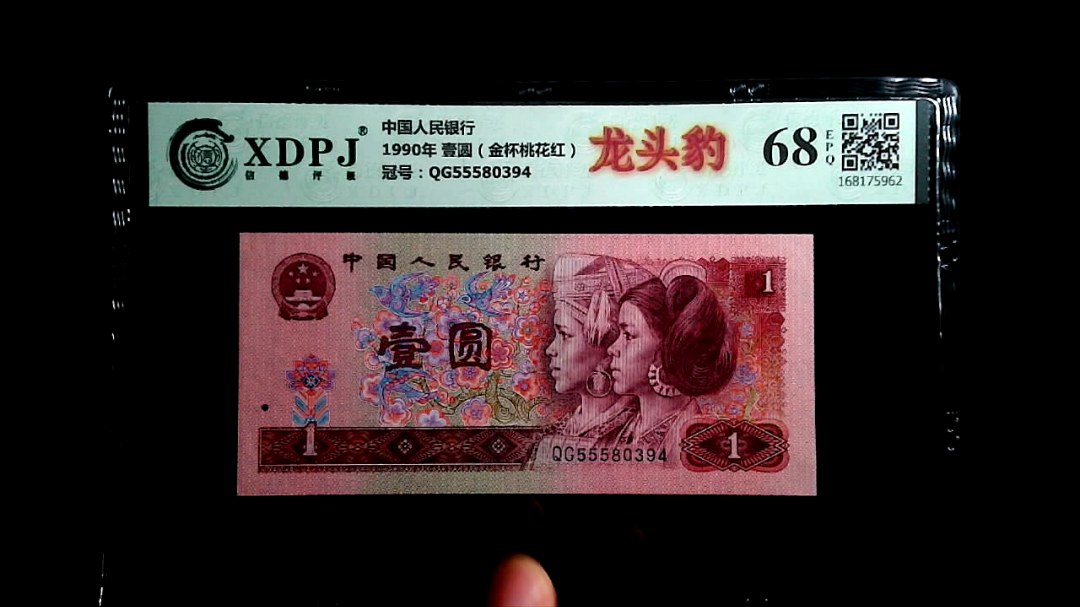 XDPJ®
信德评级
中国人民银行
1990年 壹圆（金杯桃花红）
冠号：QG55580394
龙头豹
68
EPQ
168175962
中国人民银行
1
壹圆
1
QG55580394
1